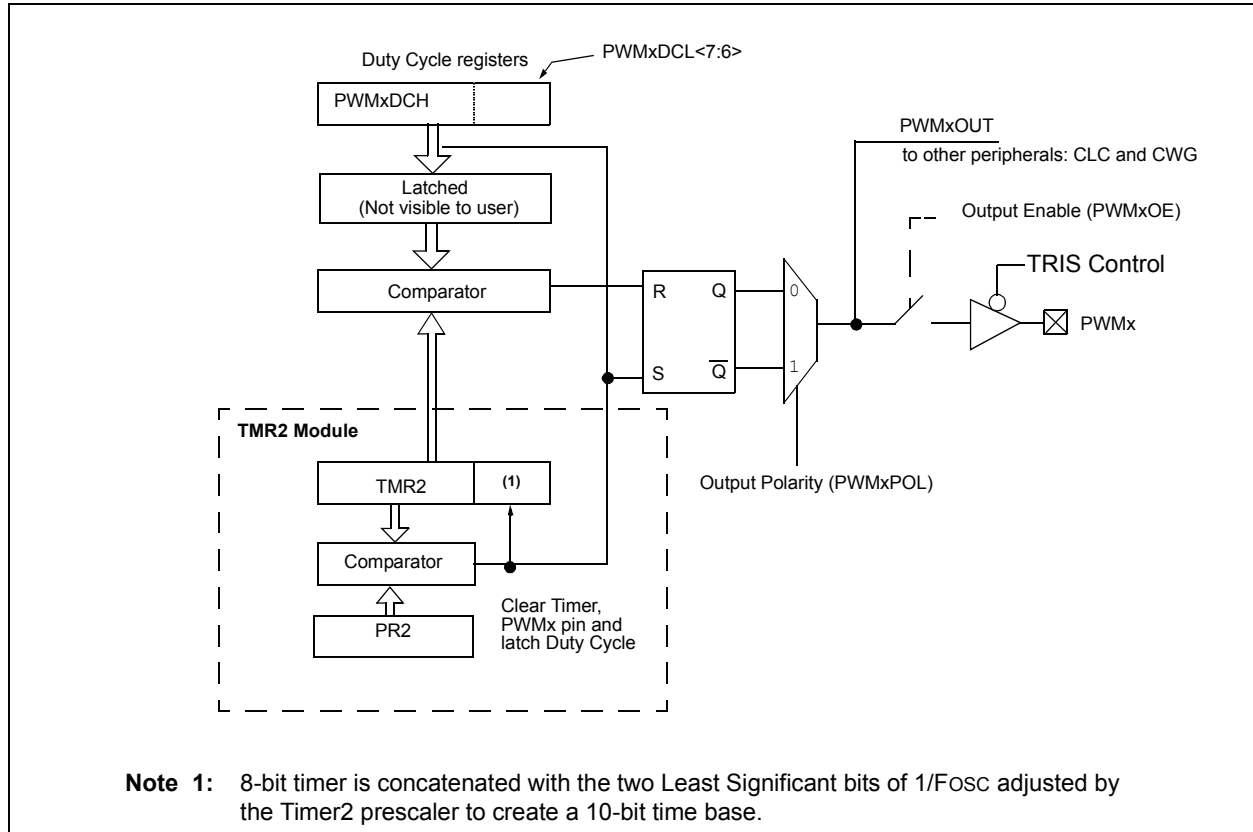 Duty Cycle registers
PWMxDCL<7:6>
PWMxDCH
PWMxOUT
to other peripherals: CLC and CWG
Latched
(Not visible to user)
Output Enable (PWMxOE)
TRIS Control
Comparator
R
Q
0
PWMx
S
Q̅
1
TMR2 Module
TMR2
(1)
Output Polarity (PWMxPOL)
Comparator
Clear Timer,
PWMx pin and
latch Duty Cycle
PR2
Note 1: 8-bit timer is concatenated with the two Least Significant bits of 1/FOSC adjusted by
the Timer2 prescaler to create a 10-bit time base.